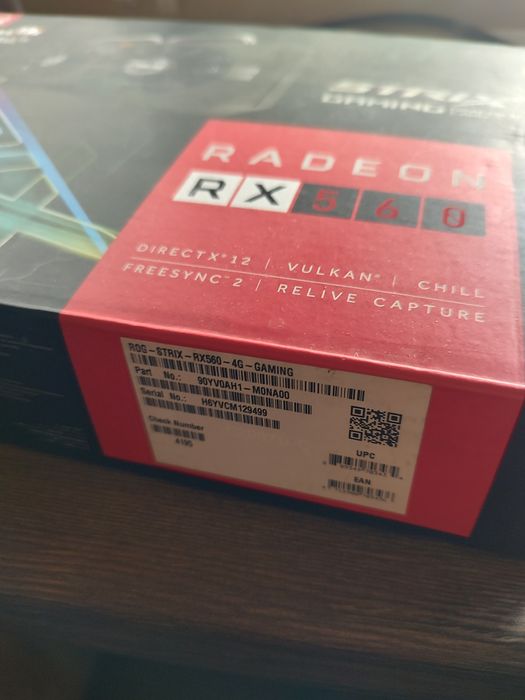 STRIX
GAMING
RADEON
RX 560
DIRECTX® 12 | VULKAN® | CHILL
FREESYNC™ 2 | RELIVE CAPTURE
ROG-STRIX-RX560-4G-GAMING
Part No.: 90YV0AH1-M0NA00
Serial No.: H6YVCM129499
Check Number
4195
UPC
EAN